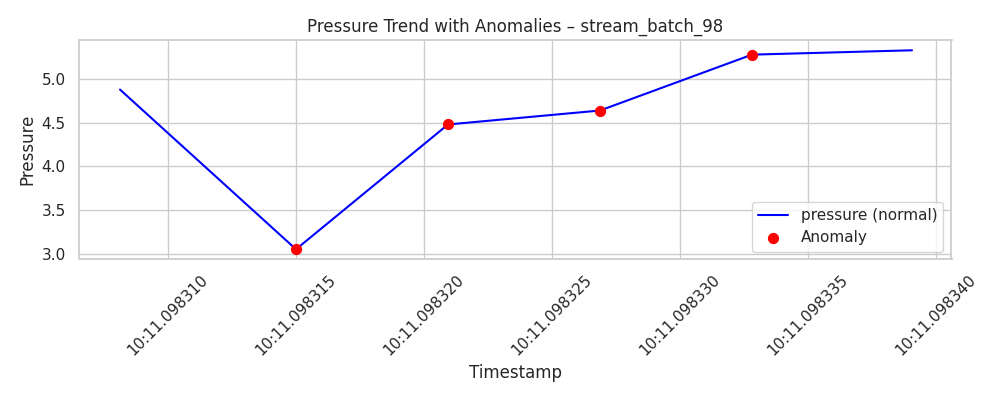 Pressure Trend with Anomalies – stream_batch_98
Pressure
5.0
4.5
4.0
3.5
3.0
pressure (normal)
Anomaly
10:11.098310
10:11.098315
10:11.098320
10:11.098325
10:11.098330
10:11.098335
10:11.098340
Timestamp